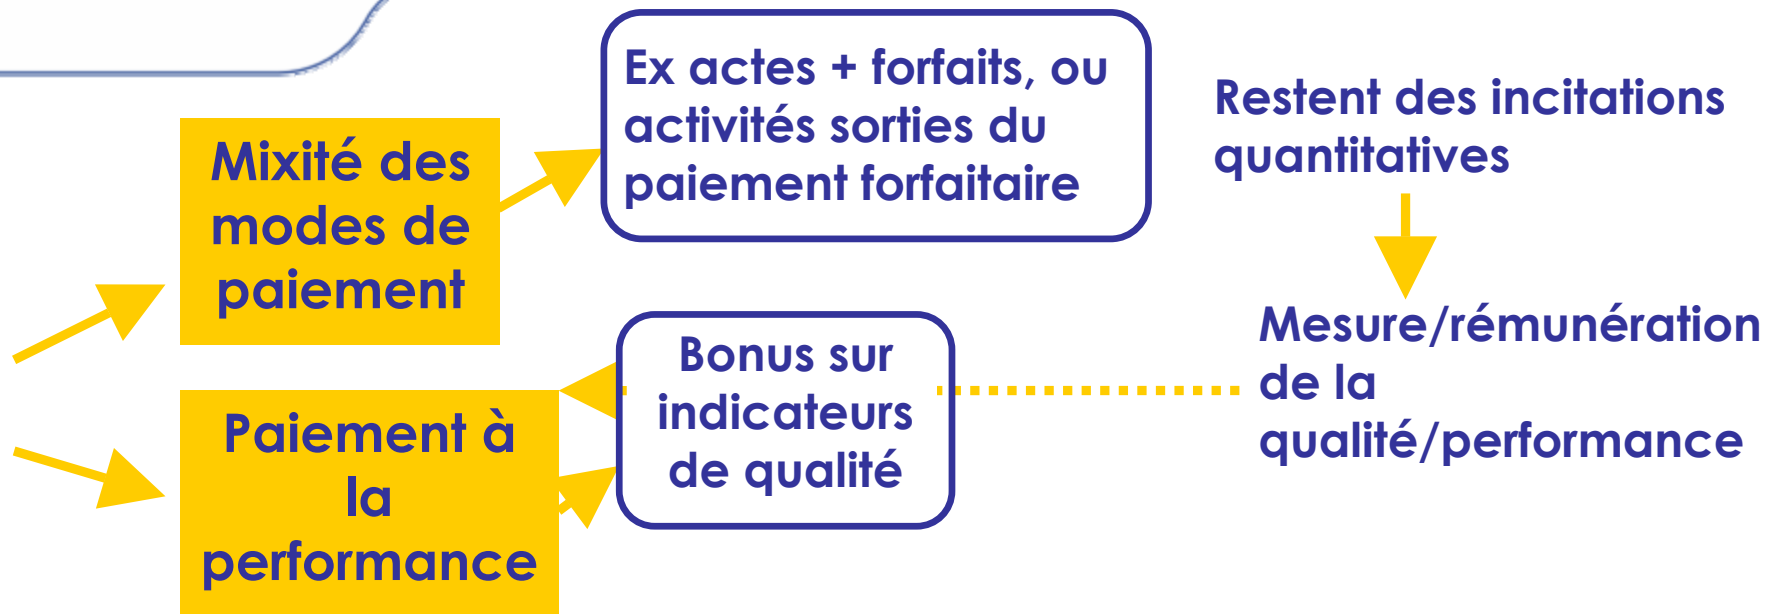 Mixité des
modes de
paiement
Ex actes + forfaits, ou
activités sorties du
paiement forfaitaire
Restent des incitations
quantitatives
Paiement à
la
performance
Bonus sur
indicateurs
de qualité
Mesure/rémunération
de la
qualité/performance